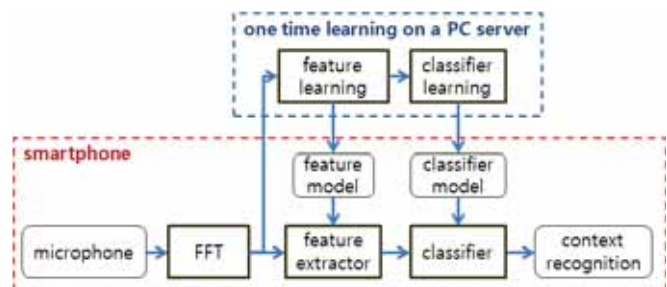 one time learning on a PC server
feature
learning
classifier
learning
smartphone
feature
model
classifier
model
microphone
FFT
feature
extractor
classifier
context
recognition